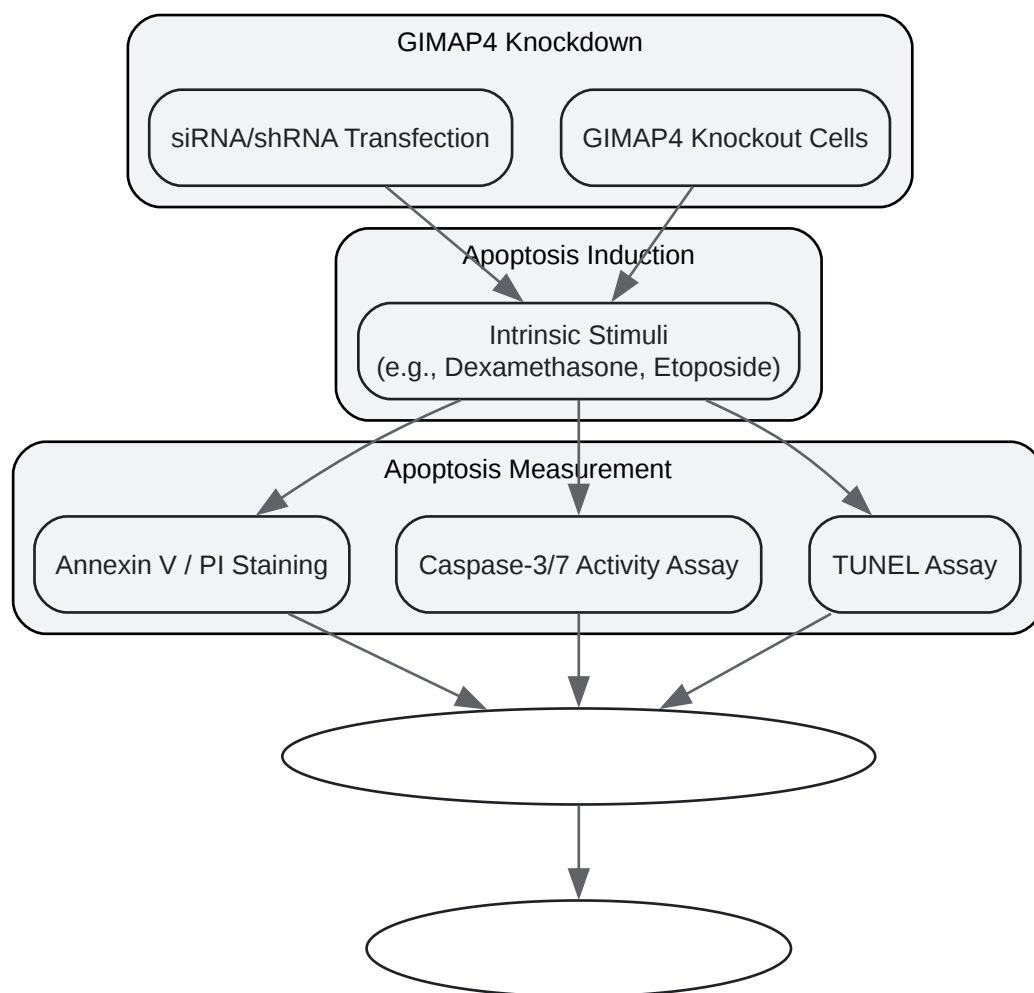 GIMAP4 Knockdown
siRNA/shRNA Transfection
GIMAP4 Knockout Cells
Apoptosis Induction
Intrinsic Stimuli
(e.g., Dexamethasone, Etoposide)
Apoptosis Measurement
Annexin V / PI Staining
Caspase-3/7 Activity Assay
TUNEL Assay